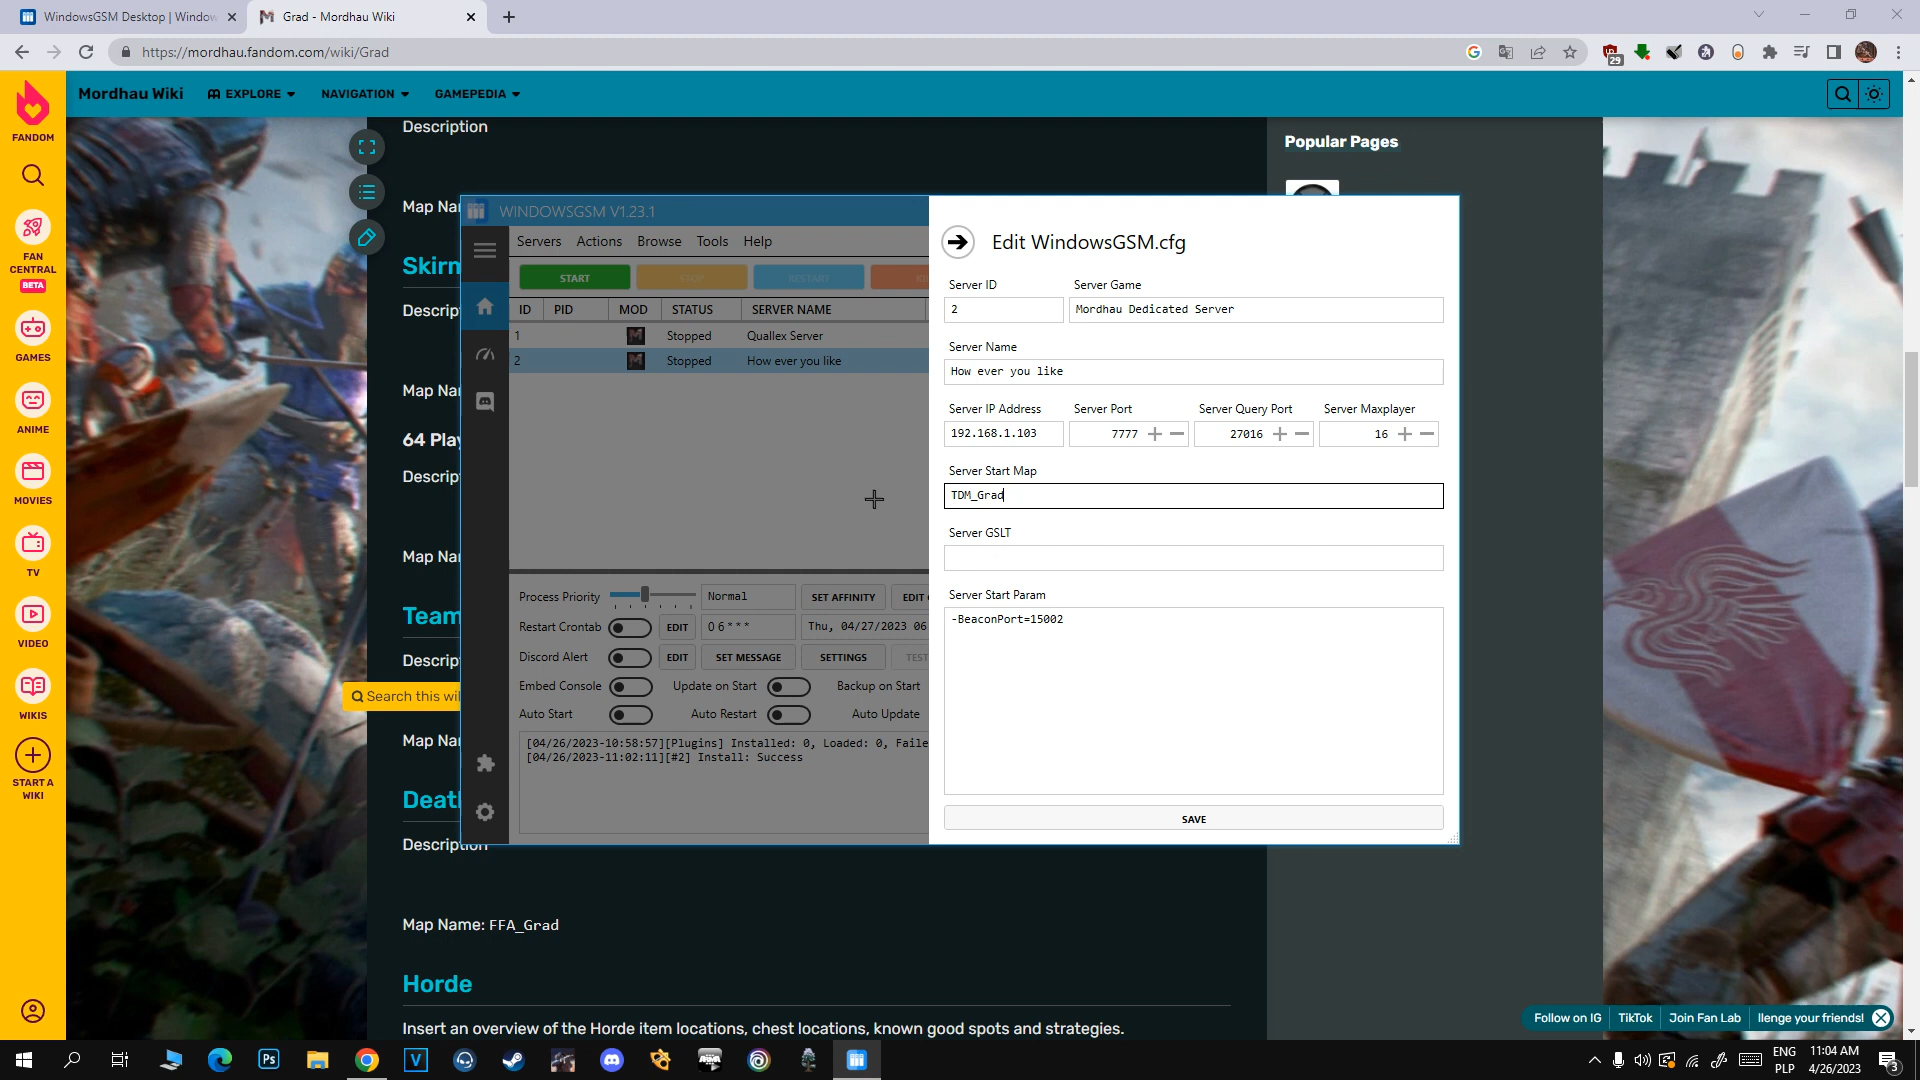 WindowsGSM Desktop | Window
Grad - Mordhau Wiki
https://mordhau.fandom.com/wiki/Grad
29
FANDOM
FAN
CENTRAL
BETA
GAMES
ANIME
MOVIES
TV
VIDEO
WIKIS
START A
WIKI
Mordhau Wiki
EXPLORE
NAVIGATION
GAMEPEDIA
Description
Map Na
Skirm
Descrip
Map Na
64 Play
Descrip
Map Na
Team
Descrip
Search this wi
Map Na
Death
Description
Map Name: FFA_Grad
Horde
Insert an overview of the Horde item locations, chest locations, known good spots and strategies.
Popular Pages
WINDOWSGSM V1.23.1
Servers Actions Browse Tools Help
START STOP RESTART
ID PID MOD STATUS SERVER NAME
1 Stopped Quallex Server
2 Stopped How ever you like
Process Priority Normal SET AFFINITY EDIT
Restart Crontab EDIT 0 6 * * * Thu, 04/27/2023 06
Discord Alert EDIT SET MESSAGE SETTINGS TEST
Embed Console Update on Start Backup on Start
Auto Start Auto Restart Auto Update
[04/26/2023-10:58:57][Plugins] Installed: 0, Loaded: 0, Faile
[04/26/2023-11:02:11][#2] Install: Success
Edit WindowsGSM.cfg
Server ID Server Game
2 Mordhau Dedicated Server
Server Name
How ever you like
Server IP Address Server Port Server Query Port Server Maxplayer
192.168.1.103 7777 27016 16
Server Start Map
TDM_Grad
Server GSLT
Server Start Param
-BeaconPort=15002
SAVE
Follow on IG TikTok Join Fan Lab llenge your friends!
ENG
PLP
11:04 AM
4/26/2023
3